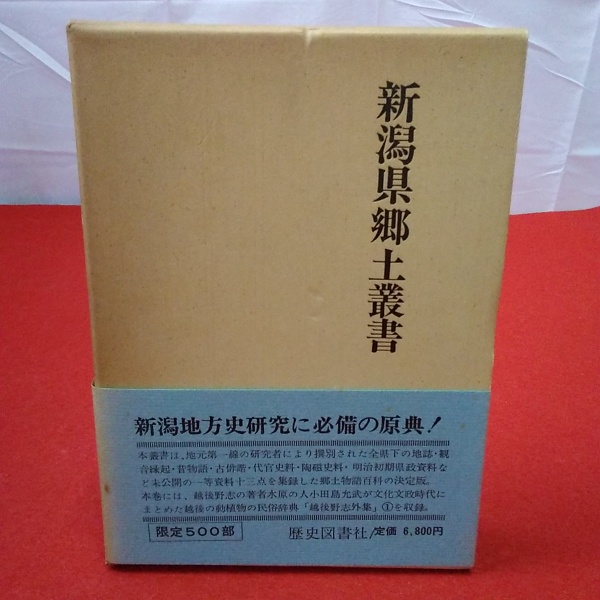 新潟県郷土叢書
新潟地方史研究に必備の原典!
本叢書は、地元第一線の研究者により撰別された全県下の地誌・観
音縁起・昔物語・古俳諧・代官史料・陶磁史料・明治初期県政資料な
ど未公開の一等資料十三点を集録した郷土物語百科の決定版。
本巻には、越後野志の著者水原の人小田島允武が文化文政時代に
まとめた越後の動植物の民俗辞典「越後野志外集」①を収録。
限定500部 歴史図書社/定価 6,800円